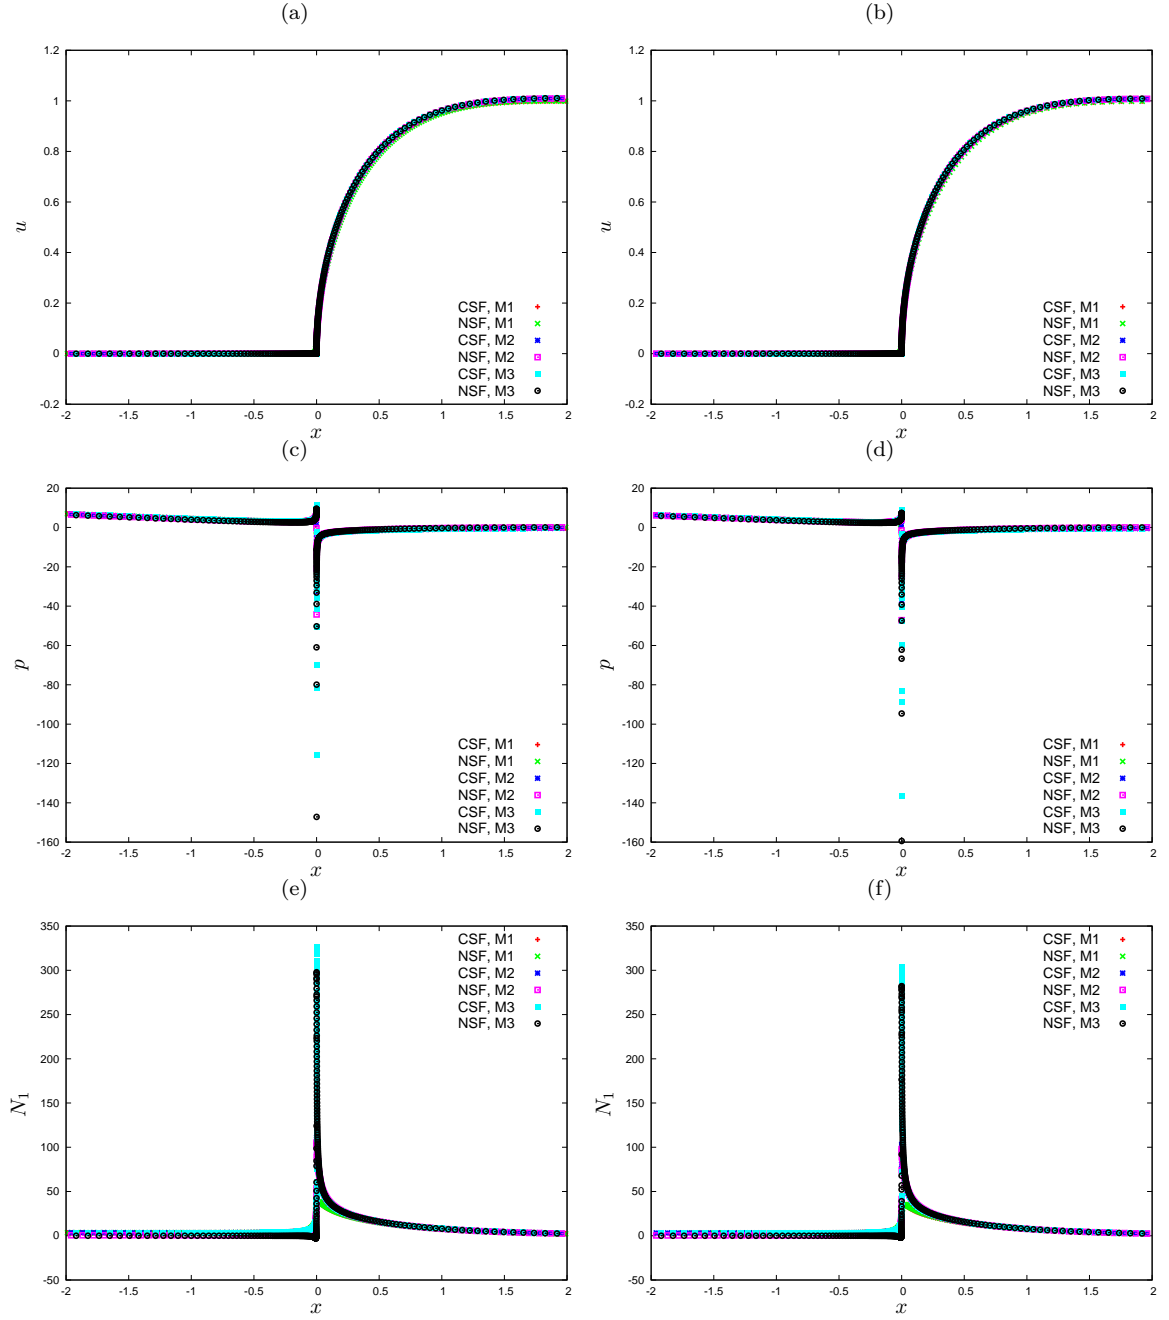 (a)
1.2
1
0.8
0.6
0.4
0.2
0
-0.2
u
CSF, M1
NSF, M1
CSF, M2
NSF, M2
CSF, M3
NSF, M3
-2 -1.5 -1 -0.5 0 0.5 1 1.5 2
x
(b)
1.2
1
0.8
0.6
0.4
0.2
0
-0.2
u
CSF, M1
NSF, M1
CSF, M2
NSF, M2
CSF, M3
NSF, M3
-2 -1.5 -1 -0.5 0 0.5 1 1.5 2
x
(c)
20
0
-20
-40
-60
-80
-100
-120
-140
-160
p
CSF, M1
NSF, M1
CSF, M2
NSF, M2
CSF, M3
NSF, M3
-2 -1.5 -1 -0.5 0 0.5 1 1.5 2
x
(d)
20
0
-20
-40
-60
-80
-100
-120
-140
-160
p
CSF, M1
NSF, M1
CSF, M2
NSF, M2
CSF, M3
NSF, M3
-2 -1.5 -1 -0.5 0 0.5 1 1.5 2
x
(e)
350
300
250
200
150
100
50
0
-50
N1
CSF, M1
NSF, M1
CSF, M2
NSF, M2
CSF, M3
NSF, M3
-2 -1.5 -1 -0.5 0 0.5 1 1.5 2
x
(f)
350
300
250
200
150
100
50
0
-50
N1
CSF, M1
NSF, M1
CSF, M2
NSF, M2
CSF, M3
NSF, M3
-2 -1.5 -1 -0.5 0 0.5 1 1.5 2
x